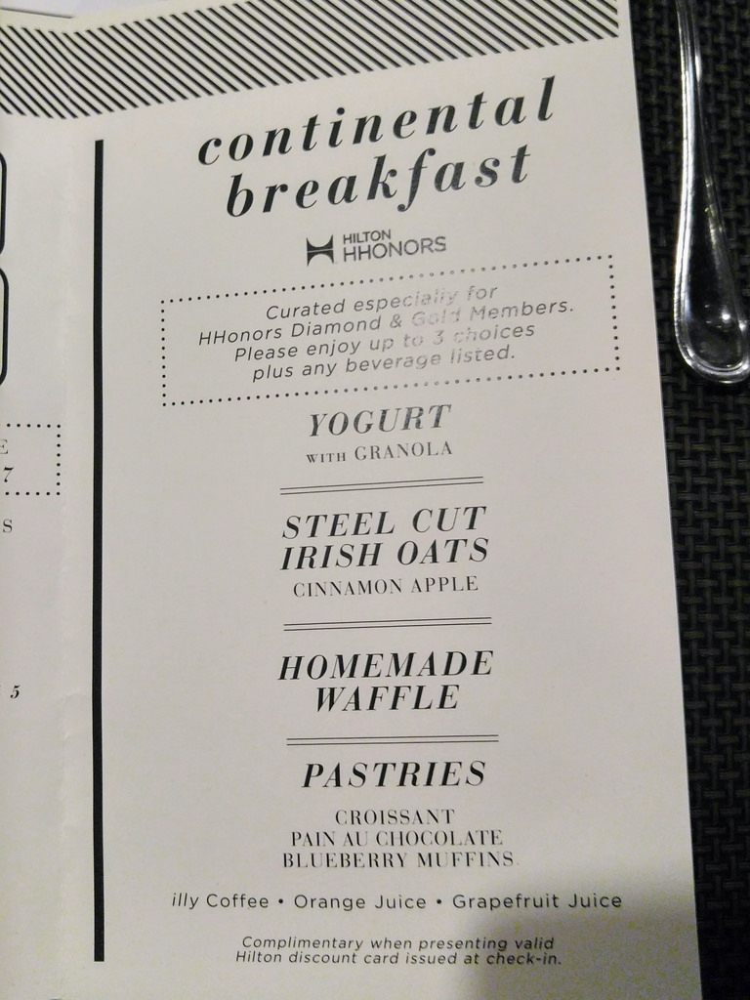 continental
breakfast
HILTON
HHONORS
Curated especially for
HHonors Diamond & Gold Members.
Please enjoy up to 3 choices
plus any beverage listed.
YOGURT
WITH GRANOLA
STEEL CUT
IRISH OATS
CINNAMON APPLE
HOMEMADE
WAFFLE
PASTRIES
CROISSANT
PAIN AU CHOCOLATE
BLUEBERRY MUFFINS
illy Coffee • Orange Juice • Grapefruit Juice
Complimentary when presenting valid
Hilton discount card issued at check-in.
E
7
S
5